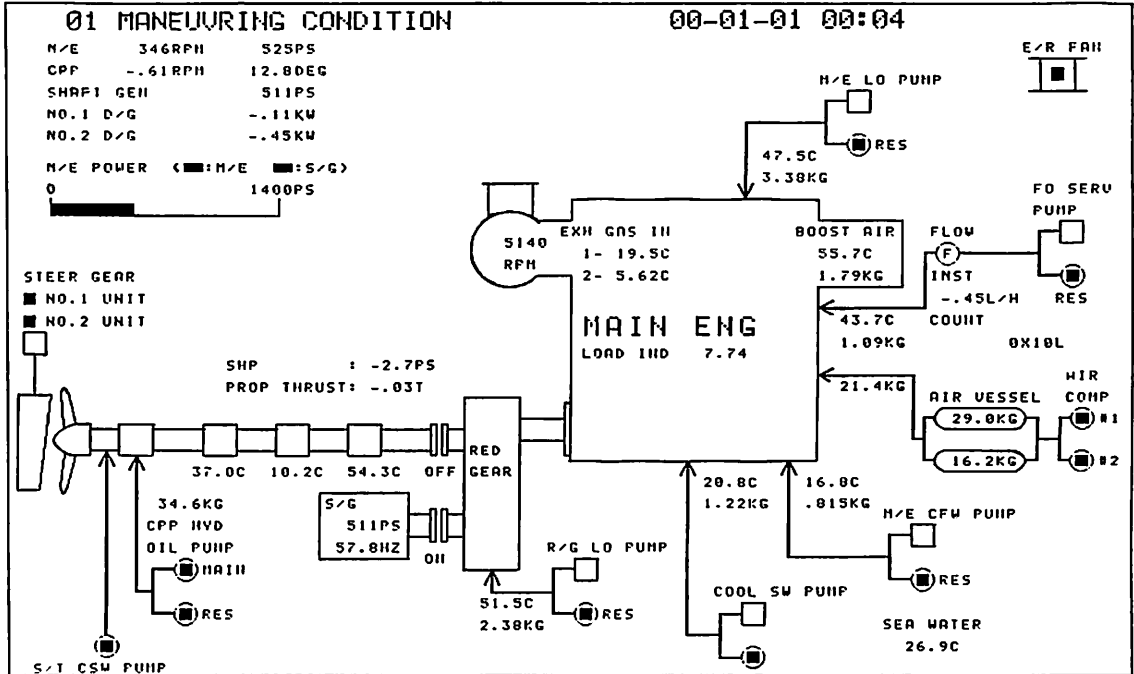 01 MANEUVRING CONDITION 00-01-01 00:04
M/E 346RPM 525PS
CPP -.61RPM 12.8DEG
SHAFT GEN 511PS
NO.1 D/G -.11KW
NO.2 D/G -.45KW
M/E POWER (■:M/E ■:S/G)
0 1400PS
E/R FAN
M/E LO PUMP
RES
47.5C
3.38KG
5140
RPM
EXH GAS IN
1- 19.5C
2- 5.62C
BOOST AIR
55.7C
1.79KG
FLOW
F
INST
-.45L/H
COUNT
0X10L
FO SERV
PUMP
RES
43.7C
1.09KG
MAIN ENG
LOAD IND 7.74
STEER GEAR
NO.1 UNIT
NO.2 UNIT
SHP : -2.7PS
PROP THRUST: -.03T
21.4KG
AIR VESSEL
29.0KG
16.2KG
COMP
#1
#2
37.0C 10.2C 54.3C OFF
RED
GEAR
34.6KG
CPP HYD
OIL PUMP
MAIN
RES
S/G
511PS
57.8HZ
ON
R/G LO PUMP
RES
51.5C
2.38KG
20.8C
1.22KG
16.8C
.815KG
M/E CFW PUMP
RES
COOL SW PUMP
SEA WATER
26.9C
S/T CSW PUMP